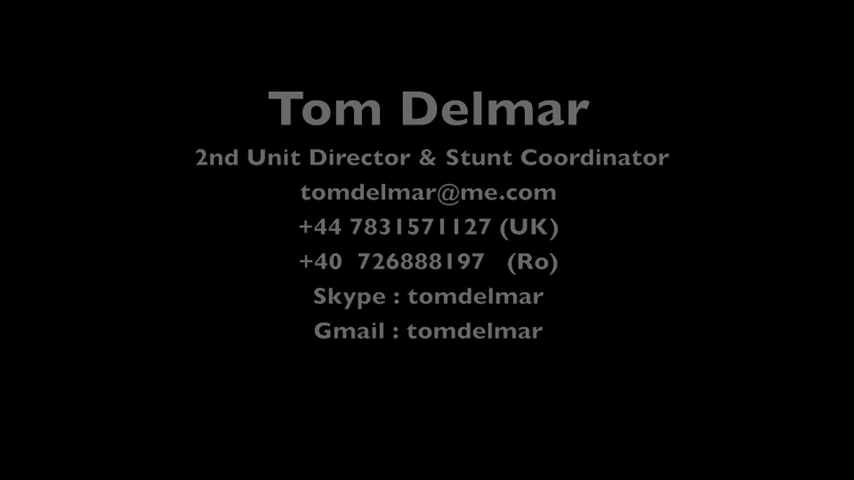 Tom Delmar
2nd Unit Director & Stunt Coordinator
tomdelmar@me.com
+44 7831571127 (UK)
+40  726888197   (Ro)
Skype : tomdelmar
Gmail : tomdelmar